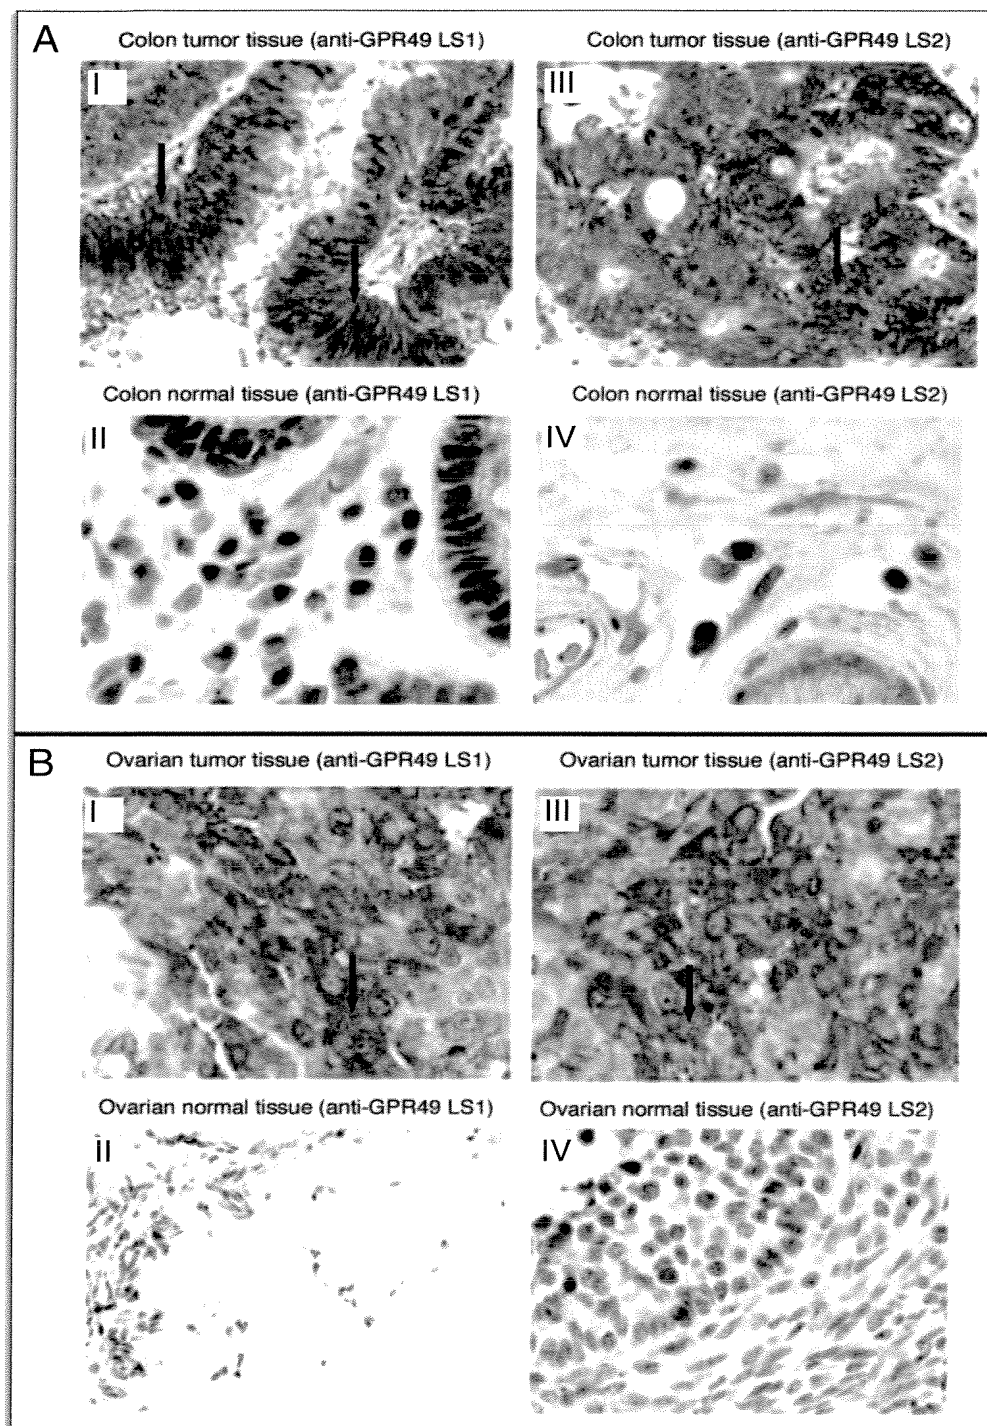 A
Colon tumor tissue (anti-GPR49 LS1)
Colon tumor tissue (anti-GPR49 LS2)
I
III
Colon normal tissue (anti-GPR49 LS1)
Colon normal tissue (anti-GPR49 LS2)
II
IV
B
Ovarian tumor tissue (anti-GPR49 LS1)
Ovarian tumor tissue (anti-GPR49 LS2)
I
III
Ovarian normal tissue (anti-GPR49 LS1)
Ovarian normal tissue (anti-GPR49 LS2)
II
IV